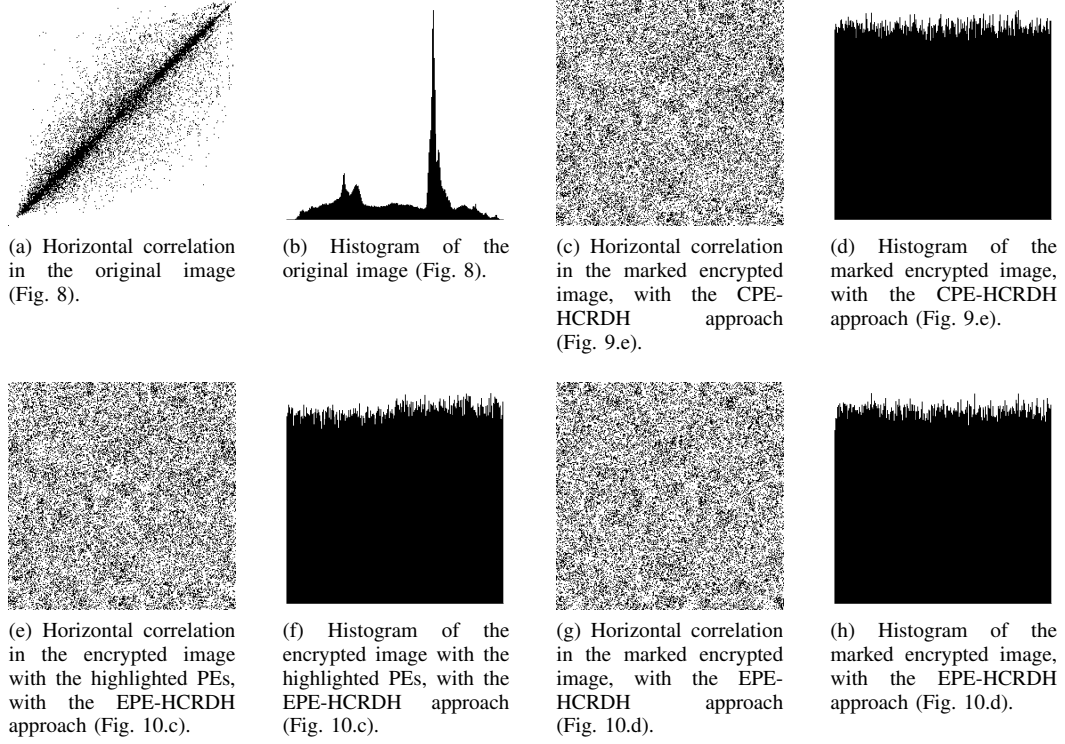 (a) Horizontal correlation
in the original image
(Fig. 8).
(b) Histogram of the
original image (Fig. 8).
(c) Horizontal correlation
in the marked encrypted
image, with the CPE-
HCRDH approach
(Fig. 9.e).
(d) Histogram of the
marked encrypted image,
with the CPE-HCRDH
approach (Fig. 9.e).
(e) Horizontal correlation
in the encrypted image
with the highlighted PEs,
with the EPE-HCRDH
approach (Fig. 10.c).
(f) Histogram of the
encrypted image with the
highlighted PEs, with the
EPE-HCRDH approach
(Fig. 10.c).
(g) Horizontal correlation
in the marked encrypted
image, with the EPE-
HCRDH approach
(Fig. 10.d).
(h) Histogram of the
marked encrypted image,
with the EPE-HCRDH
approach (Fig. 10.d).